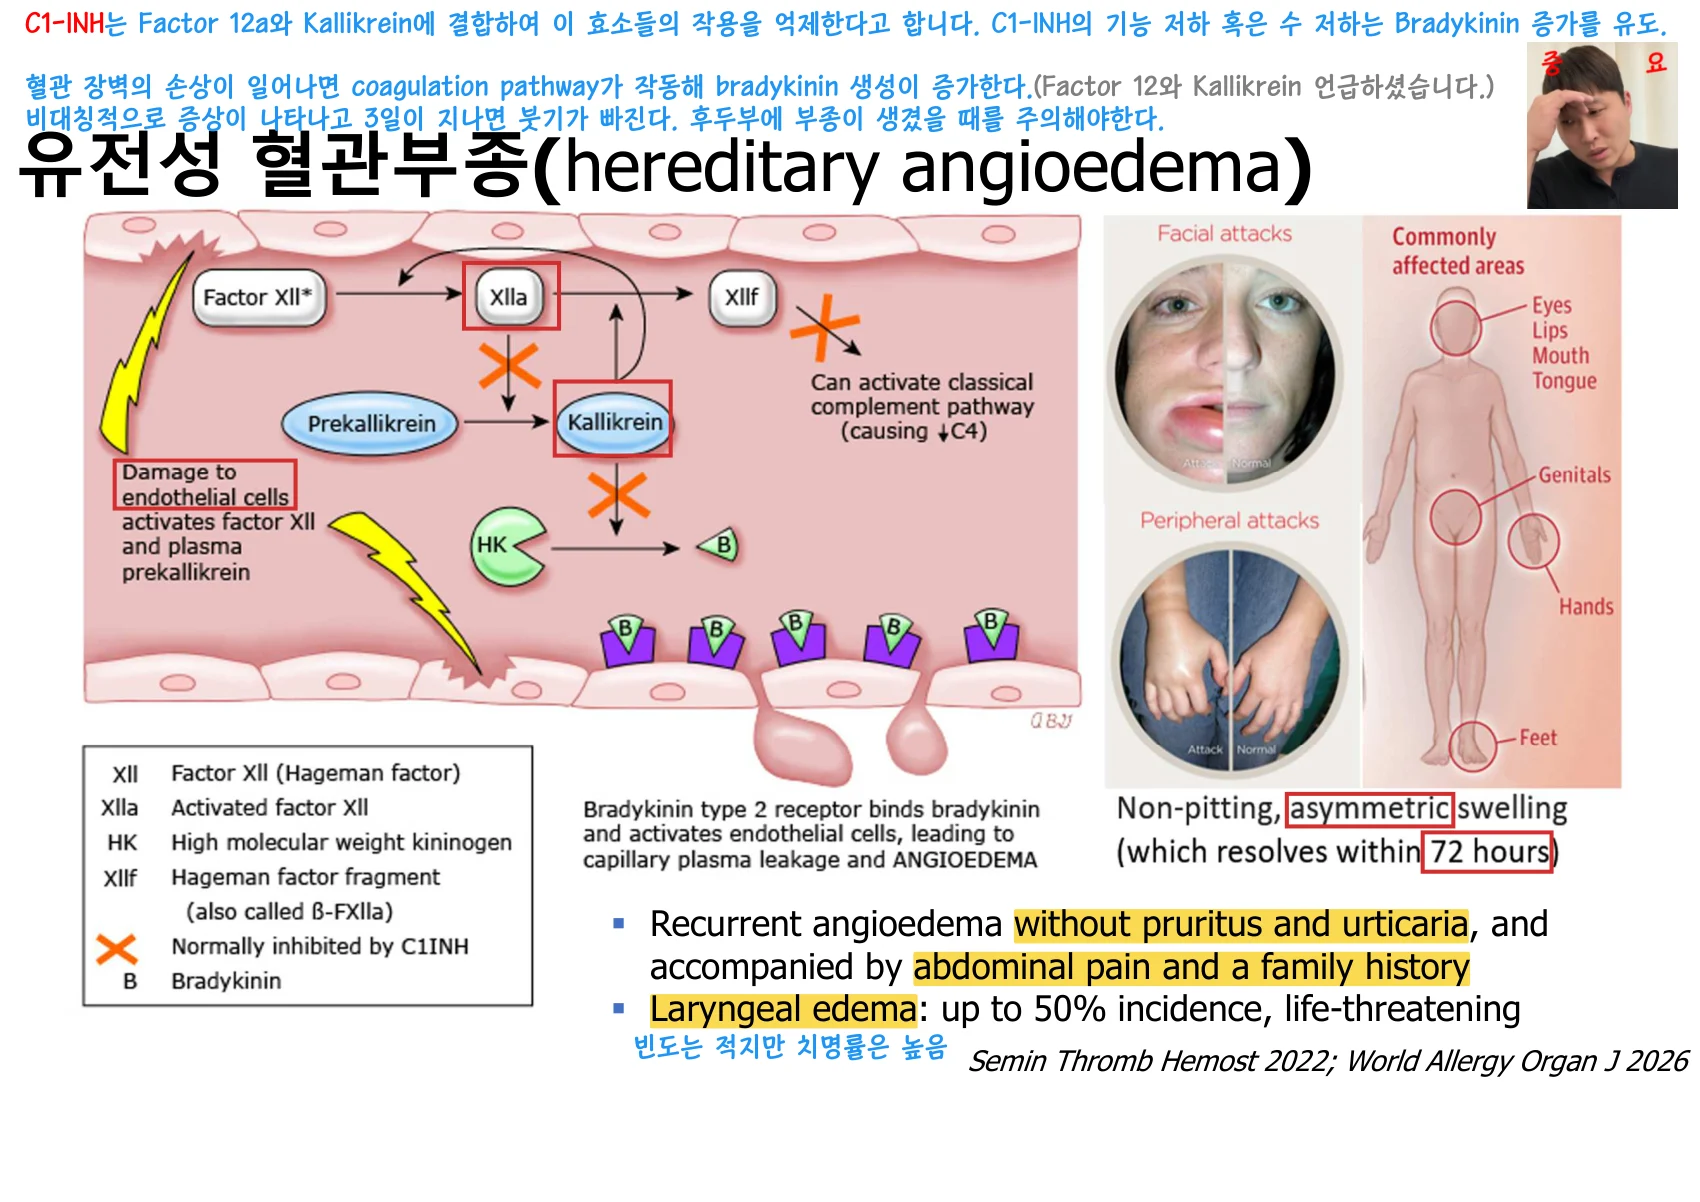 C1-INH는 Factor 12a와 Kallikrein에 결합하여 이 효소들의 작용을 억제한다고 합니다. C1-INH의 기능 저하 혹은 수 저하는 Bradykinin 증가를 유도.
혈관 장벽의 손상이 일어나면 coagulation pathway가 작동해 bradykinin 생성이 증가한다.(Factor 12와 Kallikrein 언급하셨습니다.)
비대칭적으로 증상이 나타나고 3일이 지나면 붓기가 빠진다. 후두부에 부종이 생겼을 때를 주의해야한다.
중 요
유전성 혈관부종(hereditary angioedema)
Factor XII*
XIIa
XIIf
Can activate classical
complement pathway
(causing ↓C4)
Prekallikrein
Kallikrein
Damage to
endothelial cells
activates factor XII
and plasma
prekallikrein
HK
B
B
B
B
B
B
XII Factor XII (Hageman factor)
XIIa Activated factor XII
HK High molecular weight kininogen
XIIf Hageman factor fragment
(also called ß-FXIIa)
Normally inhibited by C1INH
B Bradykinin
Bradykinin type 2 receptor binds bradykinin
and activates endothelial cells, leading to
capillary plasma leakage and ANGIOEDEMA
Facial attacks
Attack Normal
Peripheral attacks
Attack Normal
Commonly
affected areas
Eyes
Lips
Mouth
Tongue
Genitals
Hands
Feet
Non-pitting, asymmetric swelling
(which resolves within 72 hours)
▪ Recurrent angioedema without pruritus and urticaria, and
accompanied by abdominal pain and a family history
▪ Laryngeal edema: up to 50% incidence, life-threatening
빈도는 적지만 치명률은 높음
Semin Thromb Hemost 2022; World Allergy Organ J 2026